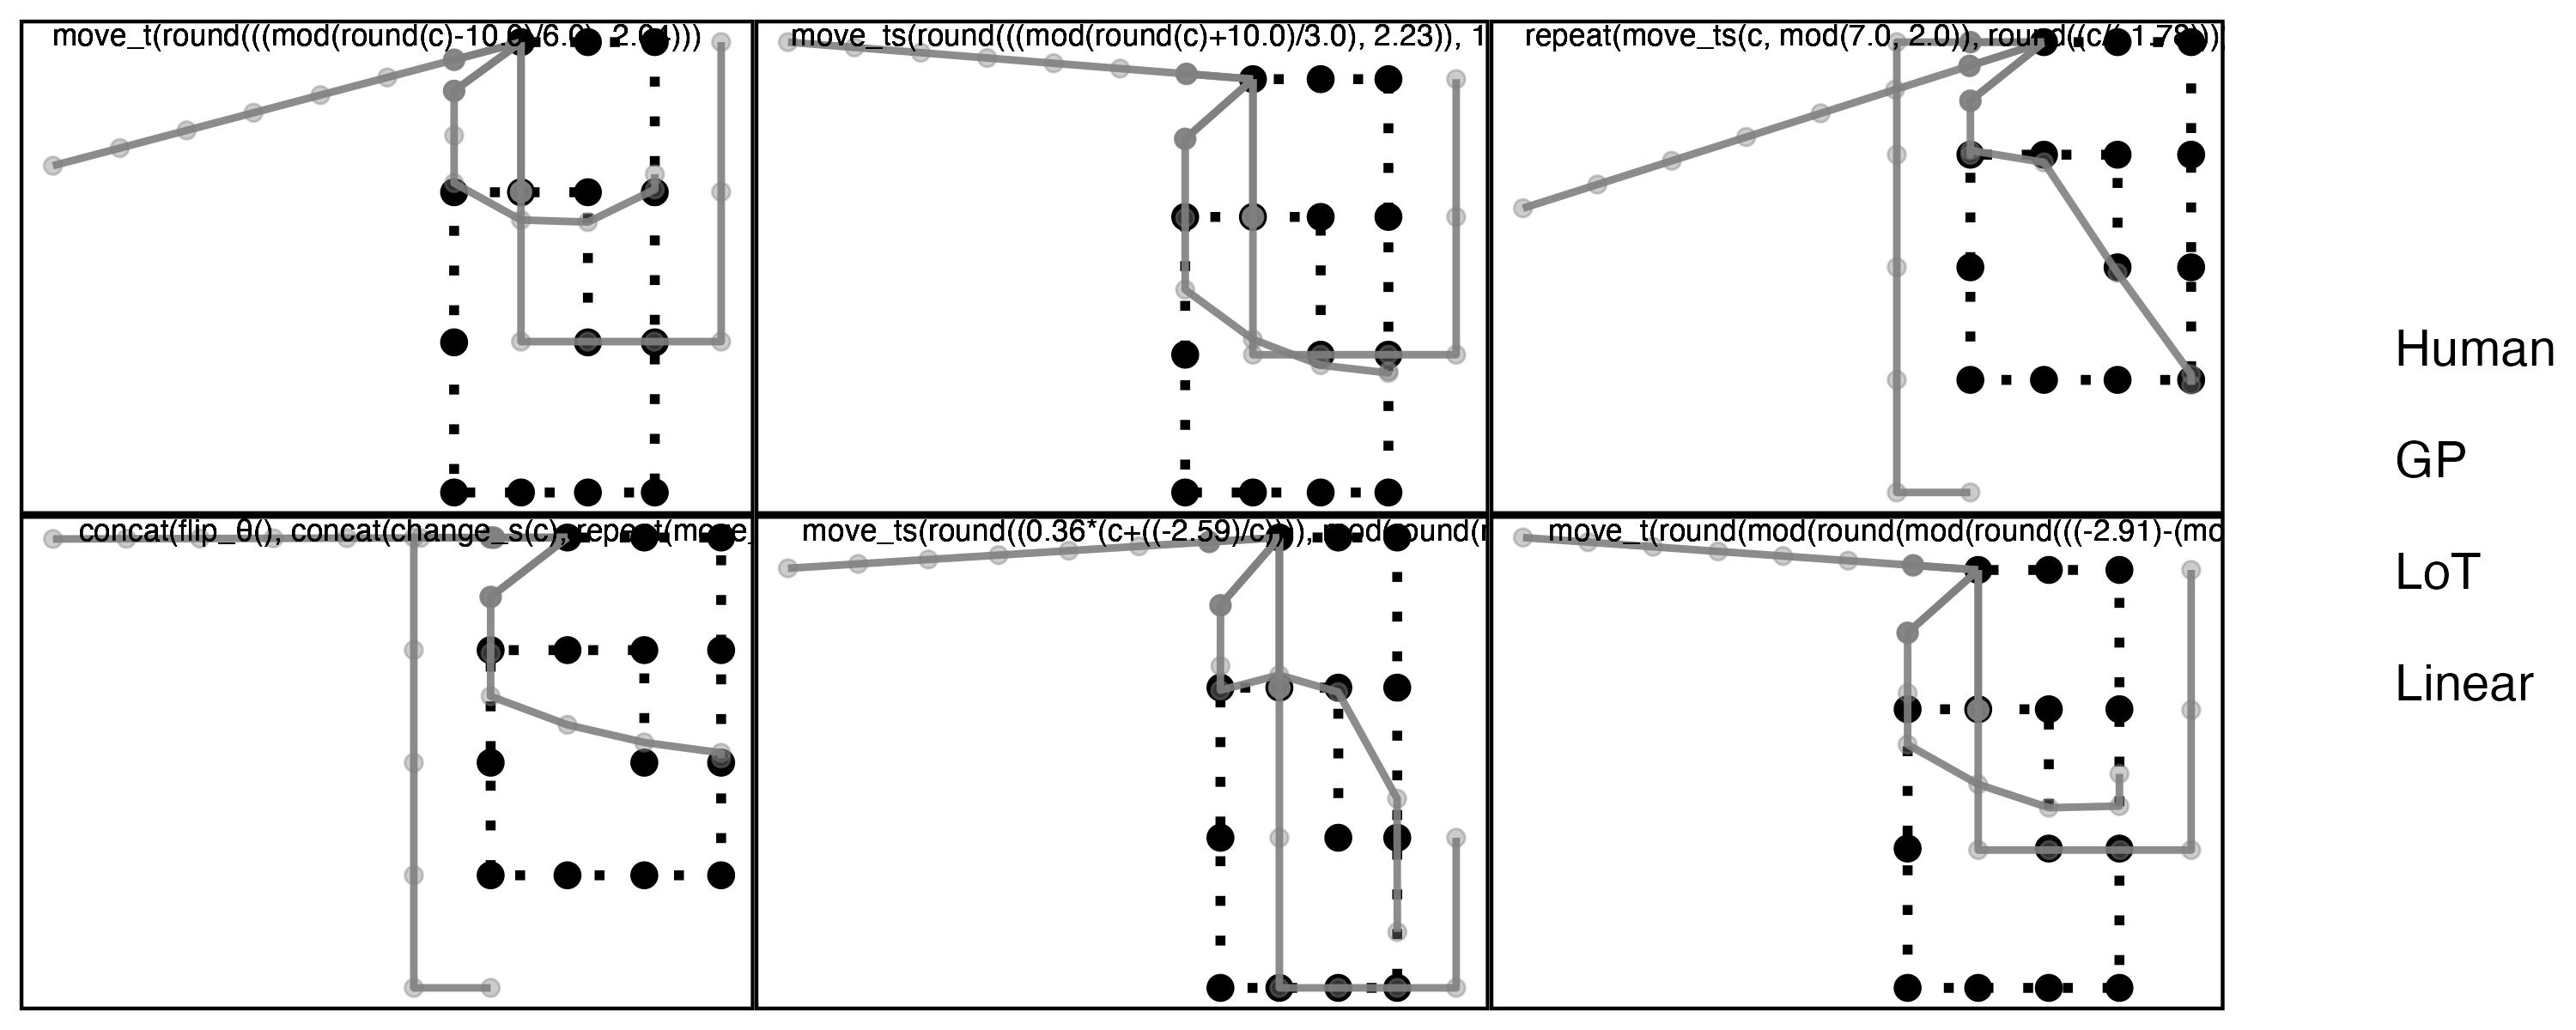 move_t(round(((mod(round(c)-10.0)/6.0), 2.04)))
move_ts(round(((mod(round(c)+10.0)/3.0), 2.23)), 1
repeat(move_ts(c, mod(7.0, 2.0)), round((c/(-1.78)))
concat(flip_θ(), concat(change_s(c), repeat(move_
move_ts(round((0.36*(c+((-2.59)/c)))), mod(round(r
move_t(round(mod(round(mod(round(((-2.91)-(mo
Human
GP
LoT
Linear